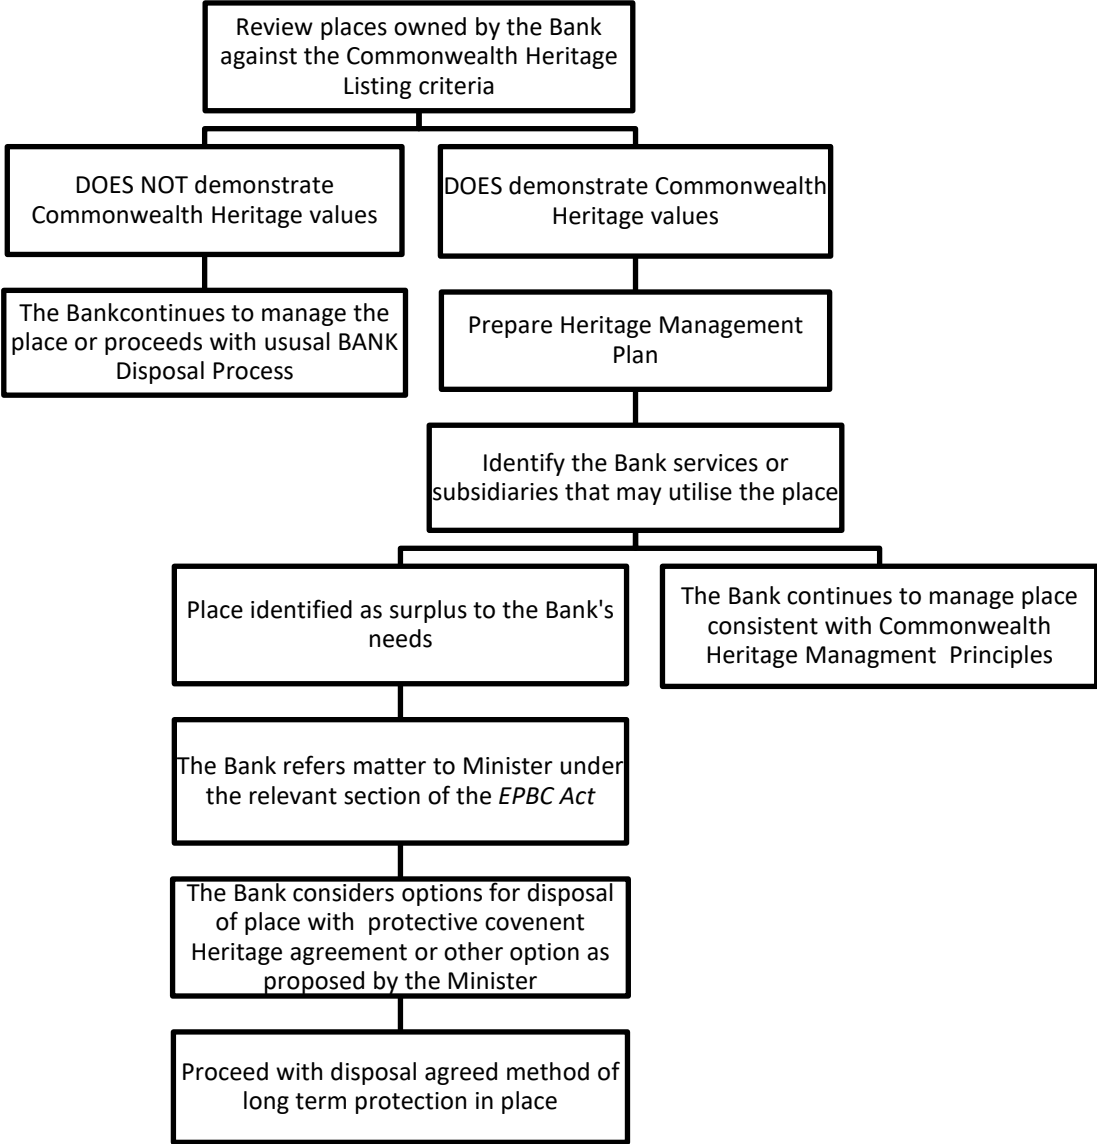 Review places owned by the Bank
against the Commonwealth Heritage
Listing criteria
DOES NOT demonstrate
Commonwealth Heritage values
DOES demonstrate Commonwealth
Heritage values
The Bankcontinues to manage the
place or proceeds with ususal BANK
Disposal Process
Prepare Heritage Management
Plan
Identify the Bank services or
subsidiaries that may utilise the place
Place identified as surplus to the Bank's
needs
The Bank continues to manage place
consistent with Commonwealth
Heritage Managment  Principles
The Bank refers matter to Minister under
the relevant section of the EPBC Act
The Bank considers options for disposal
of place with  protective covenent
Heritage agreement or other option as
proposed by the Minister
Proceed with disposal agreed method of
long term protection in place